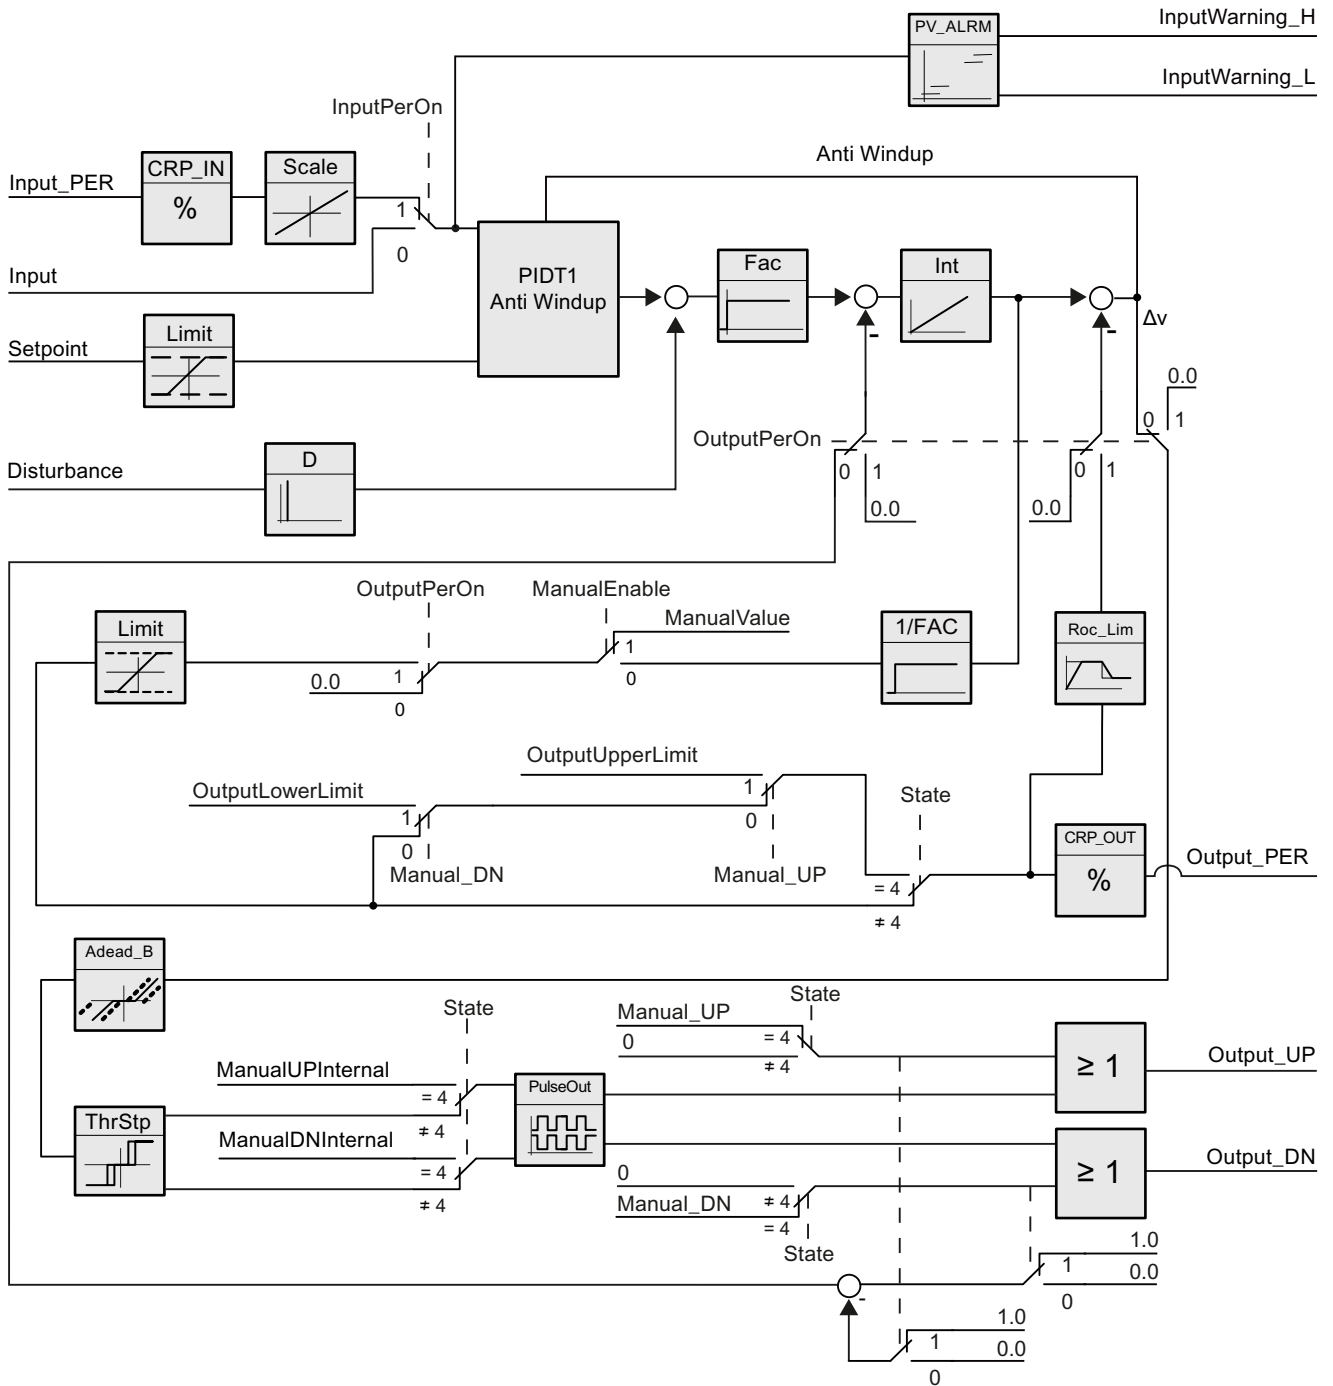 PV_ALRM
InputWarning_H
InputWarning_L
InputPerOn
Anti Windup
Input_PER
CRP_IN
%
Scale
1
0
Input
PIDT1
Anti Windup
Fac
Int
-
-
Δv
Setpoint
Limit
0.0
0
1
OutputPerOn
0
1
0.0
0
1
0.0
Disturbance
D
OutputPerOn
ManualEnable
ManualValue
Limit
1
0
0.0
1
0
1/FAC
Roc_Lim
OutputUpperLimit
OutputLowerLimit
1
0
1
0
State
Manual_DN
Manual_UP
= 4
≠ 4
CRP_OUT
%
Output_PER
Adead_B
State
State
Manual_UP
0
= 4
≠ 4
≥ 1
Output_UP
ManualUPInternal
= 4
≠ 4
PulseOut
ThrStp
ManualDNInternal
= 4
≠ 4
0
Manual_DN
≠ 4
= 4
State
≥ 1
Output_DN
1.0
1
0.0
0
-
1.0
1
0.0
0